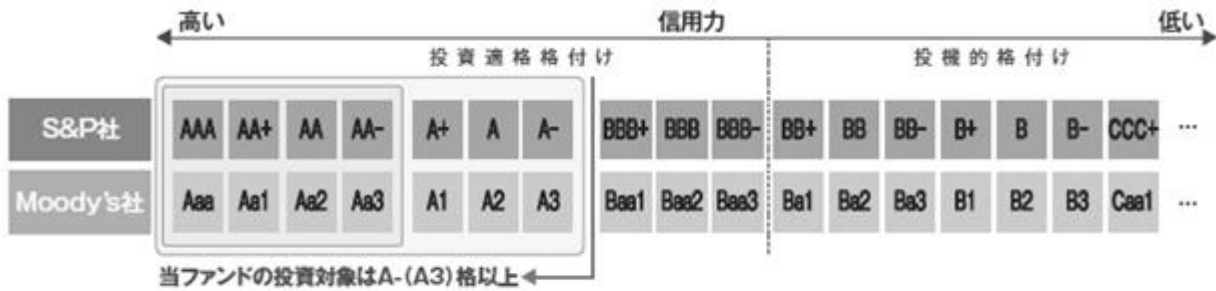 高い 信用力 低い
投資適格格付け 投機的格付け
S&P社 AAA AA+ AA AA- A+ A A- BBB+ BBB BBB- BB+ BB BB- B+ B B- CCC+ …
Moody's社 Aaa Aa1 Aa2 Aa3 A1 A2 A3 Baa1 Baa2 Baa3 Ba1 Ba2 Ba3 B1 B2 B3 Caa1 …
当ファンドの投資対象はA-(A3)格以上